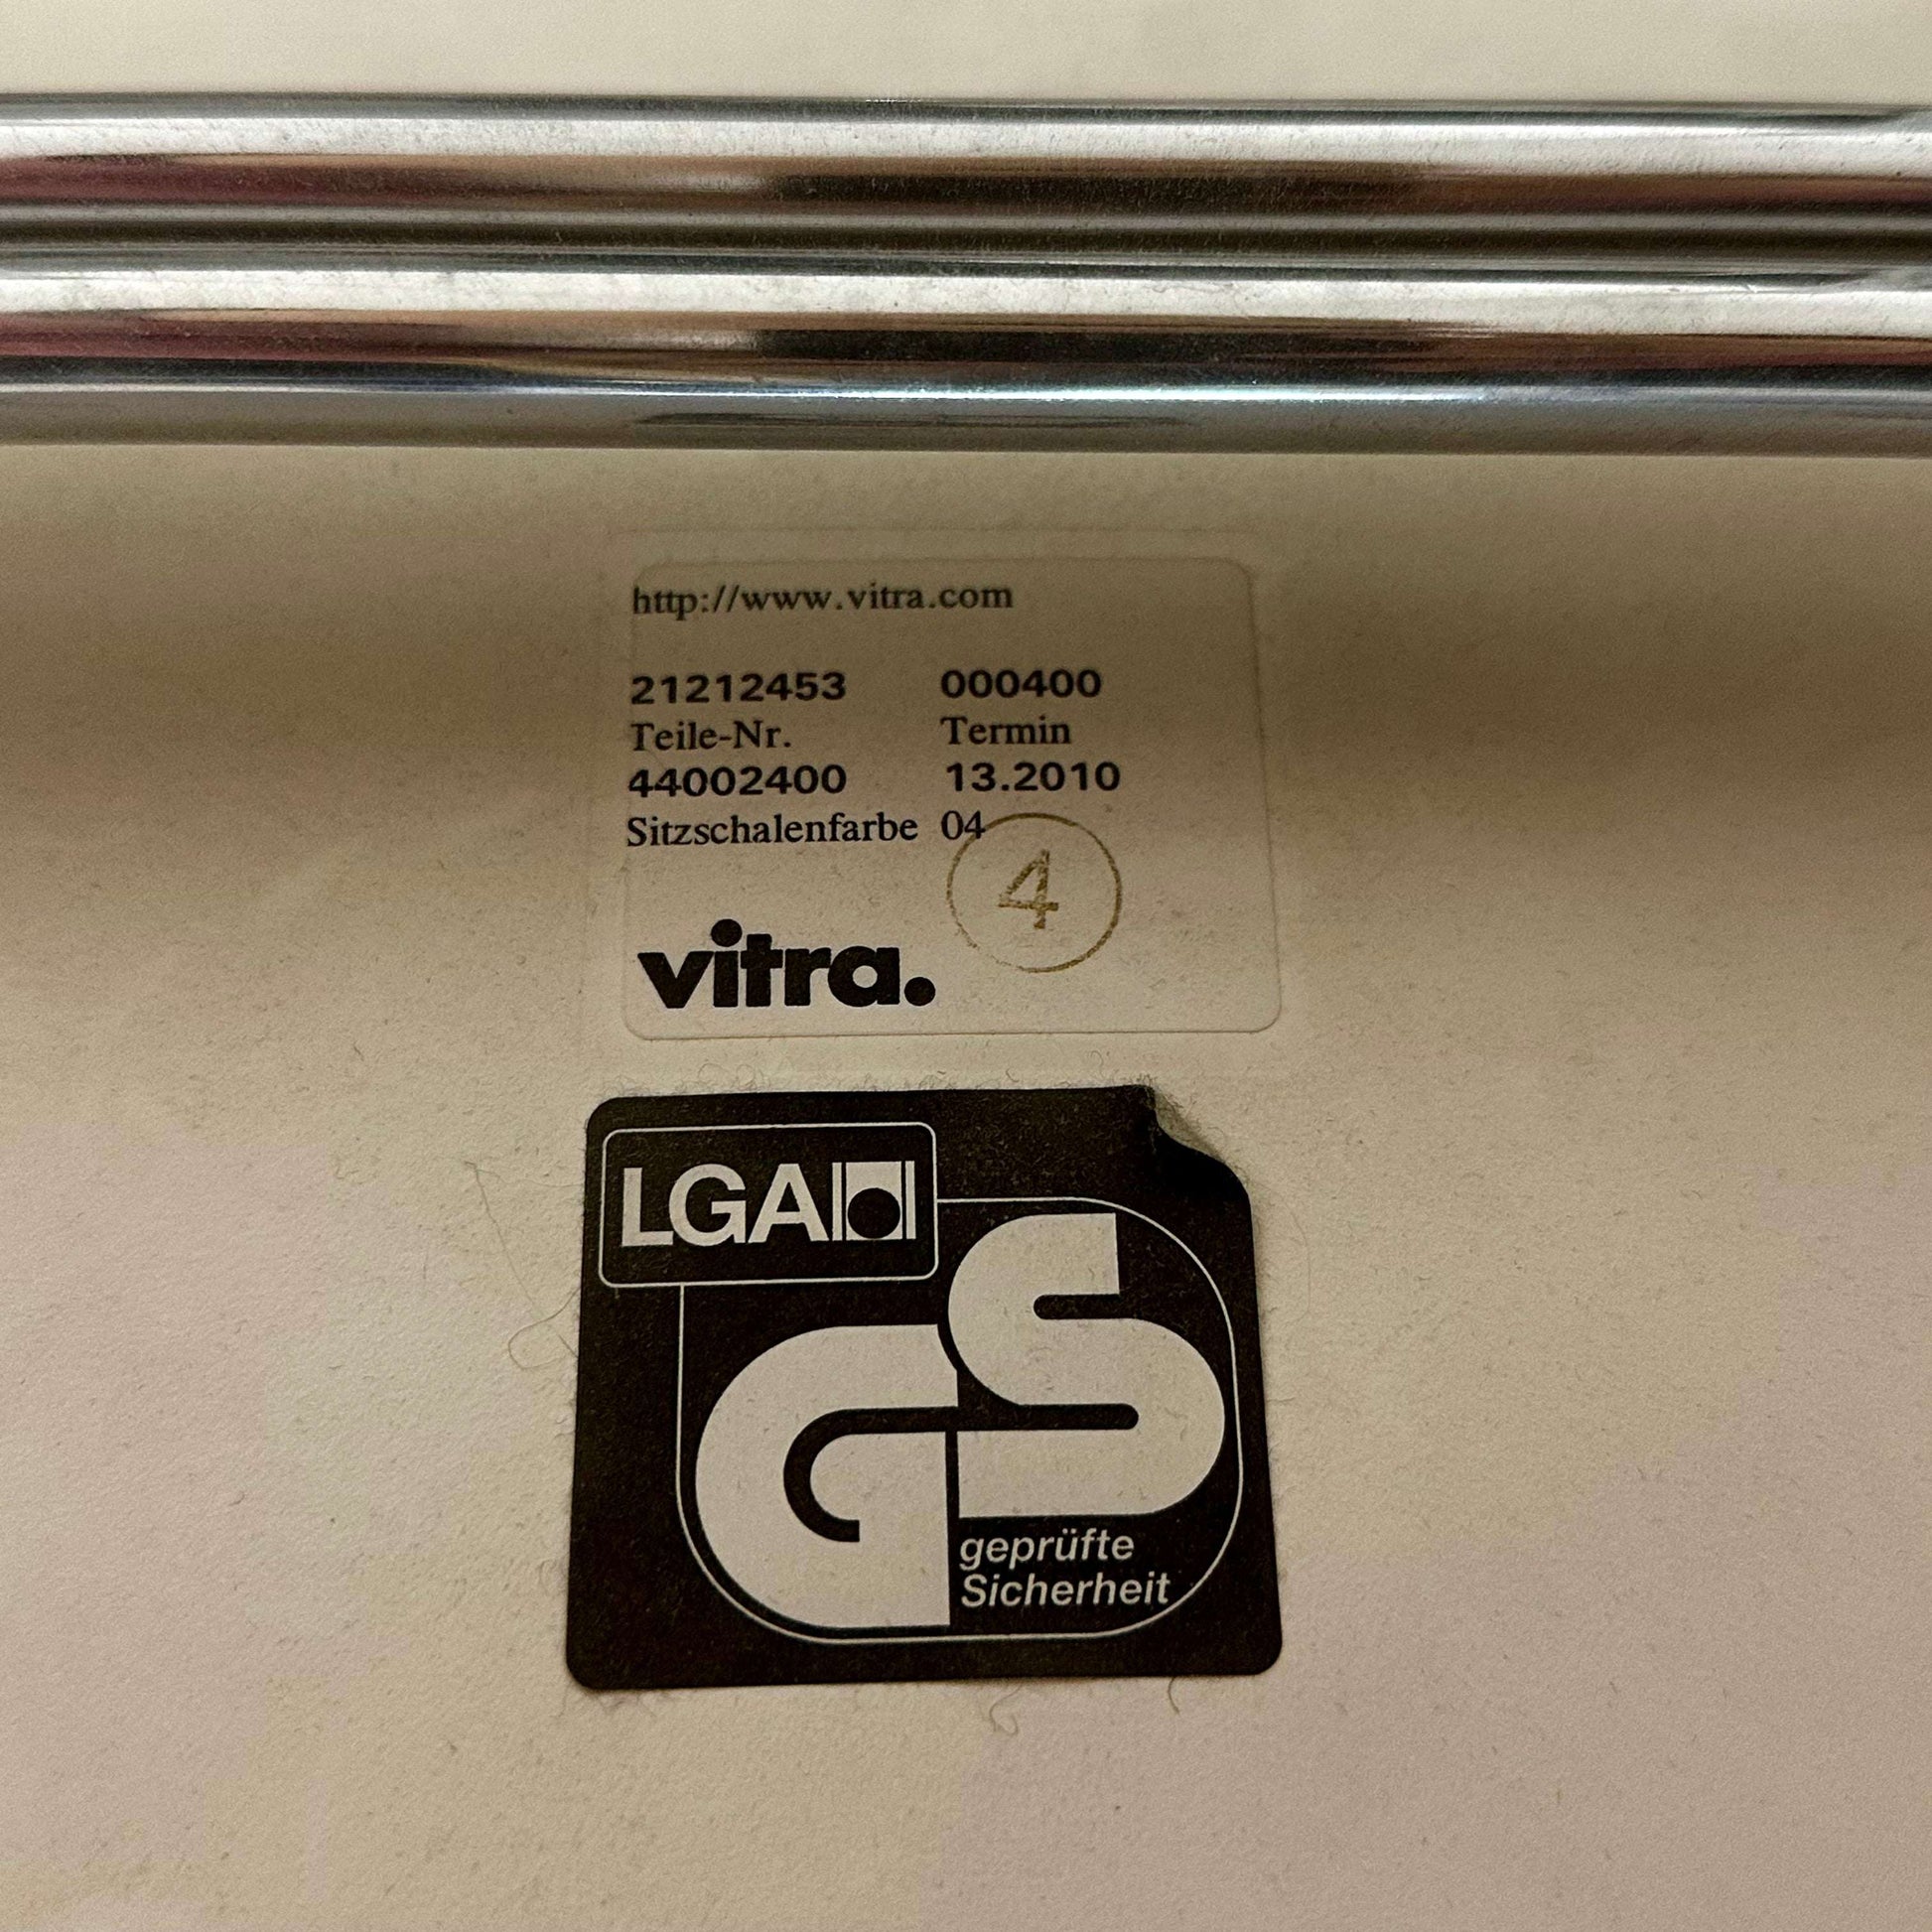 http://www.vitra.com
21212453 000400
Teile-Nr. Termin
44002400 13.2010
Sitzschalenfarbe 04
4
vitra.
LGA
GS
geprüfte
Sicherheit